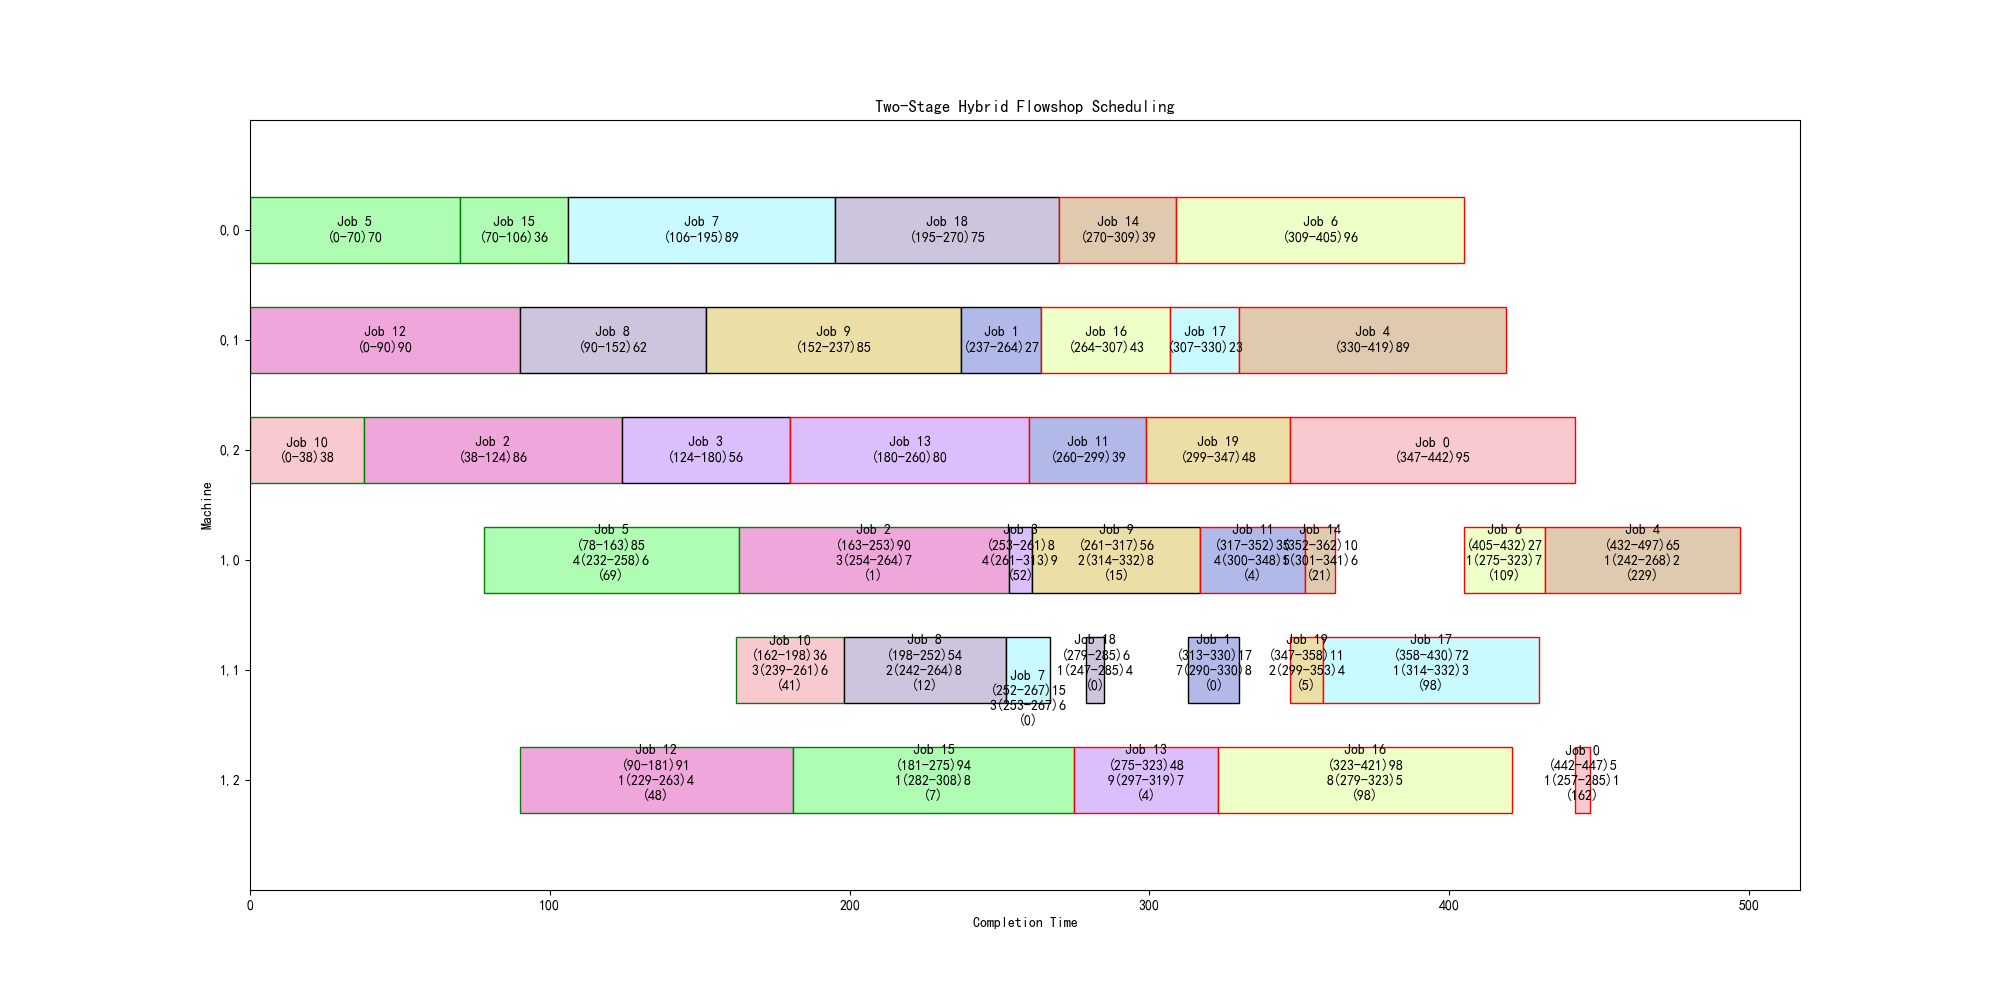 Two-Stage Hybrid Flowshop Scheduling
Machine
0,0
Job 5
(0-70)70
Job 15
(70-106)36
Job 7
(106-195)89
Job 18
(195-270)75
Job 14
(270-309)39
Job 6
(309-405)96
0,1
Job 12
(0-90)90
Job 8
(90-152)62
Job 9
(152-237)85
Job 1
(237-264)27
Job 16
(264-307)43
Job 17
(307-330)23
Job 4
(330-419)89
0,2
Job 10
(0-38)38
Job 2
(38-124)86
Job 3
(124-180)56
Job 13
(180-260)80
Job 11
(260-299)39
Job 19
(299-347)48
Job 0
(347-442)95
1,0
Job 5
(78-163)85
4(232-258)6
(69)
Job 2
(163-253)90
3(254-264)7
(1)
Job 3
(253-261)8
4(261-313)9
(52)
Job 9
(261-317)56
2(314-332)8
(15)
Job 11
(317-352)35
4(300-348)
(4)
Job 14
(352-362)10
(301-341)6
(21)
Job 6
(405-432)27
1(275-323)7
(109)
Job 4
(432-497)65
1(242-268)2
(229)
1,1
Job 10
(162-198)36
3(239-261)6
(41)
Job 8
(198-252)54
2(242-264)8
(12)
Job 7
(252-267)15
3(253-267)6
(0)
Job 18
(279-285)6
1(247-285)4
(0)
Job 1
(313-330)17
7(290-330)8
(0)
Job 19
(347-358)11
2(299-353)4
(5)
Job 17
(358-430)72
1(314-332)3
(98)
1,2
Job 12
(90-181)91
1(229-263)4
(48)
Job 15
(181-275)94
1(282-308)8
(7)
Job 13
(275-323)48
9(297-319)7
(4)
Job 16
(323-421)98
8(279-323)5
(98)
Job 0
(442-447)5
1(257-285)1
(162)
0
100
200
300
400
500
Completion Time